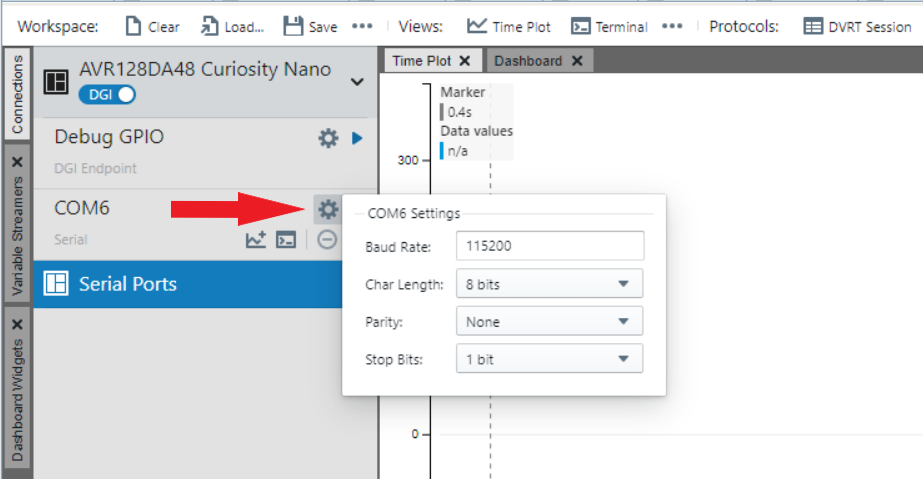 Workspace: Clear Load... Save ••• Views: Time Plot Terminal ••• Protocols: DVRT Session
Connections
Variable Streamers
Dashboard Widgets
AVR128DA48 Curiosity Nano
DGI
Debug GPIO
DGI Endpoint
COM6
Serial
Serial Ports
Time Plot Dashboard
Marker
0.4s
Data values
n/a
300
0
COM6 Settings
Baud Rate: 115200
Char Length: 8 bits
Parity: None
Stop Bits: 1 bit